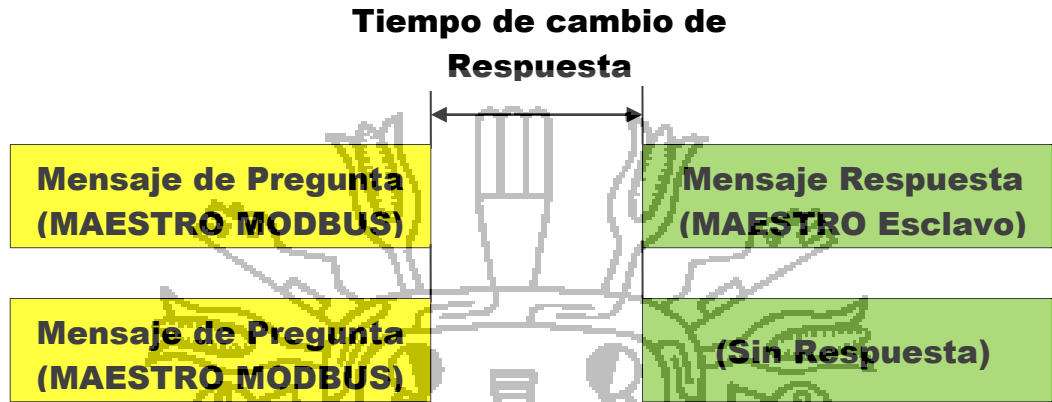 Tiempo de cambio de
Respuesta
Mensaje de Pregunta
(MAESTRO MODBUS)
Mensaje Respuesta
(MAESTRO Esclavo)
Mensaje de Pregunta
(MAESTRO MODBUS)
(Sin Respuesta)